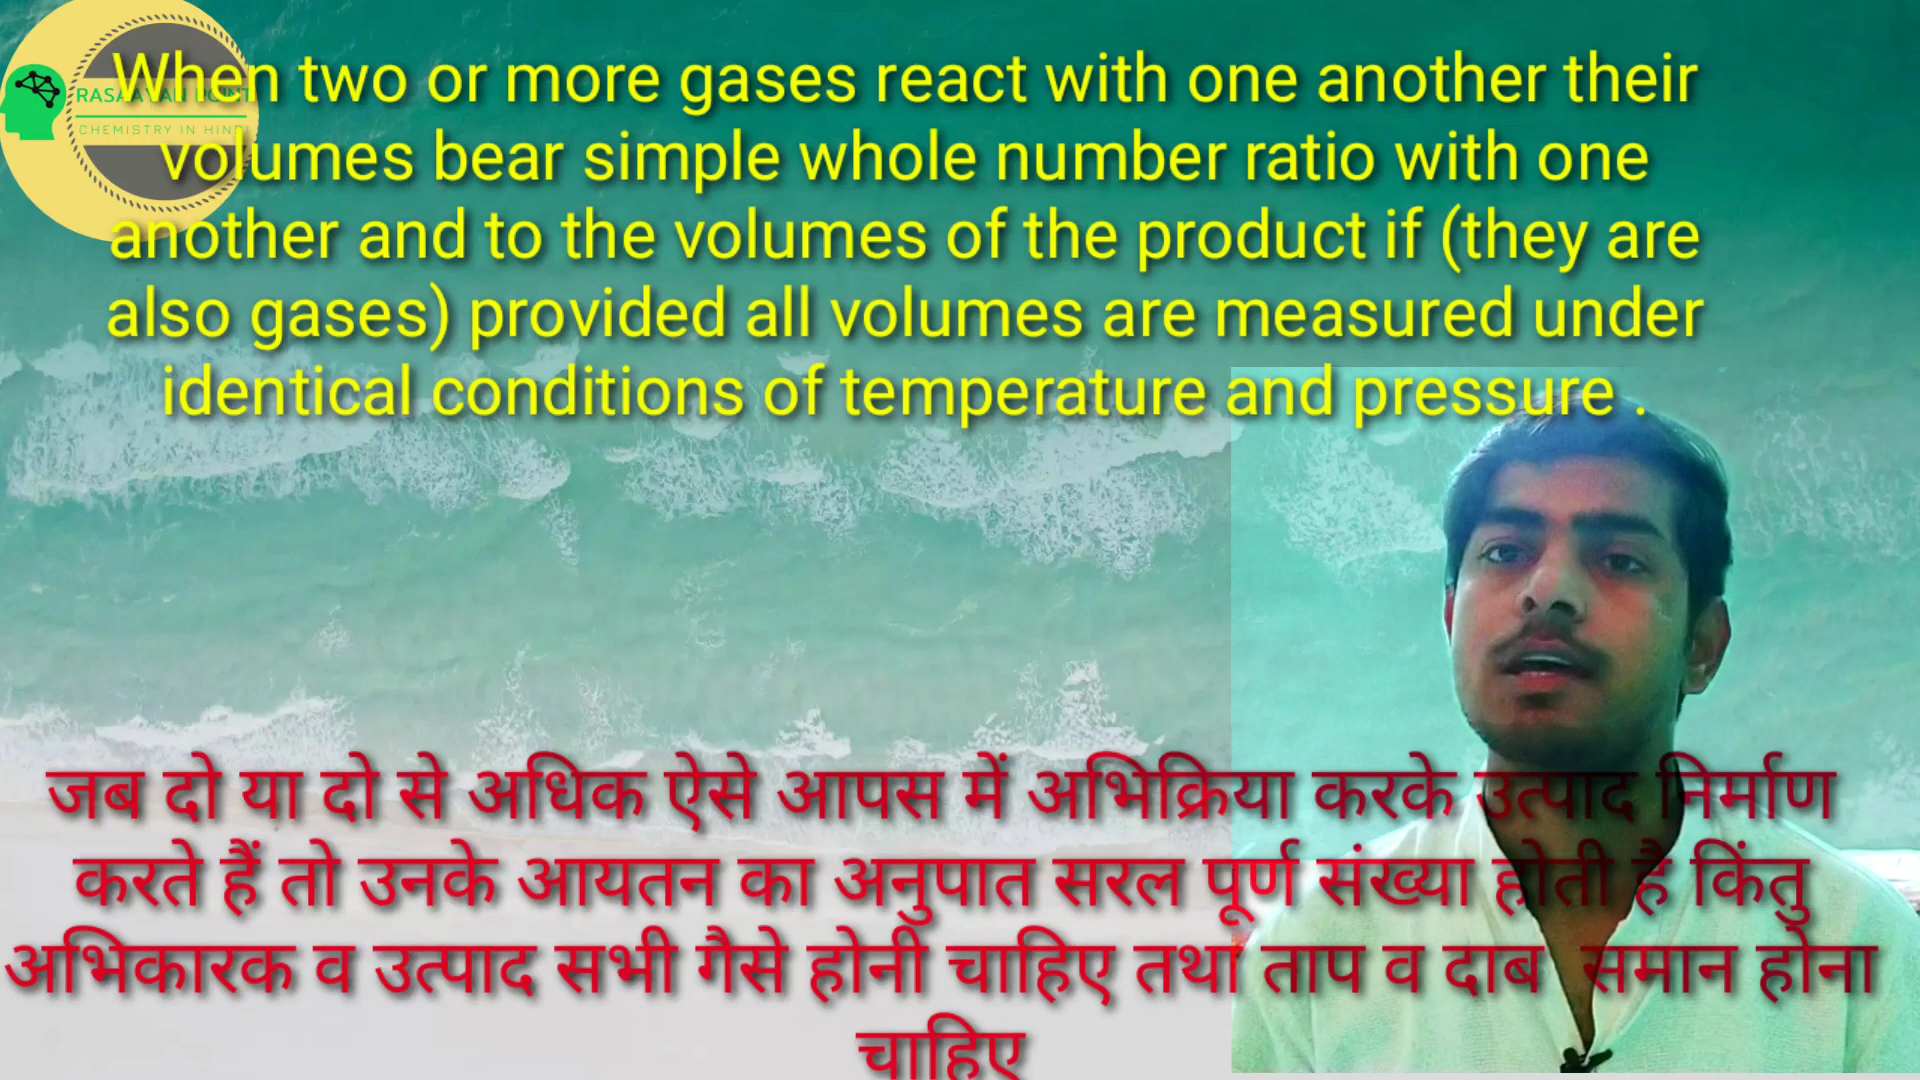 When two or more gases react with one another their
volumes bear simple whole number ratio with one
another and to the volumes of the product if (they are
also gases) provided all volumes are measured under
identical conditions of temperature and pressure .
RASAAYAN POINT
CHEMISTRY IN HINDI
जब दो या दो से अधिक ऐसे आपस में अभिक्रिया करके उत्पाद निर्माण
करते हैं तो उनके आयतन का अनुपात सरल पूर्ण संख्या होती है किंतु
अभिकारक व उत्पाद सभी गैसे होनी चाहिए तथा ताप व दाब समान होना
चाहिए